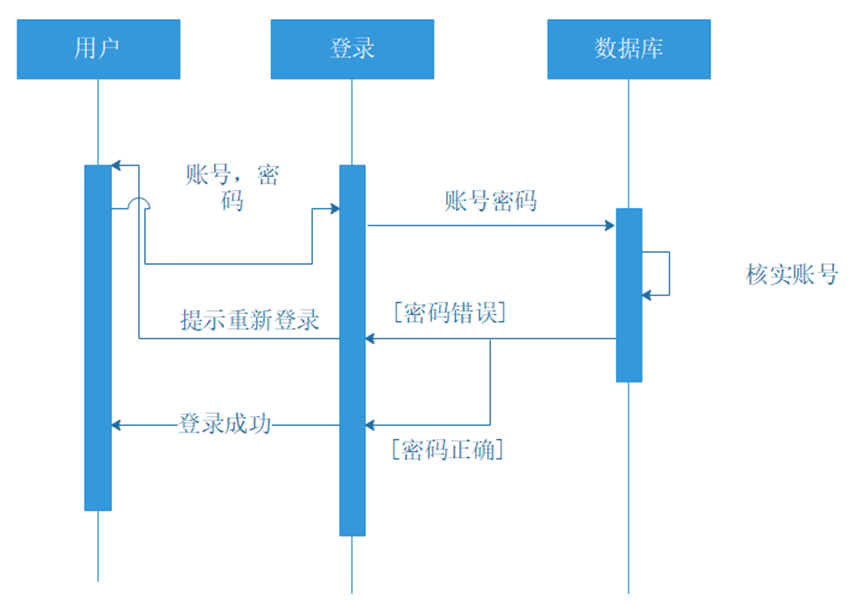 用户
登录
数据库
账号，密
码
账号密码
核实账号
提示重新登录
[密码错误]
登录成功
[密码正确]